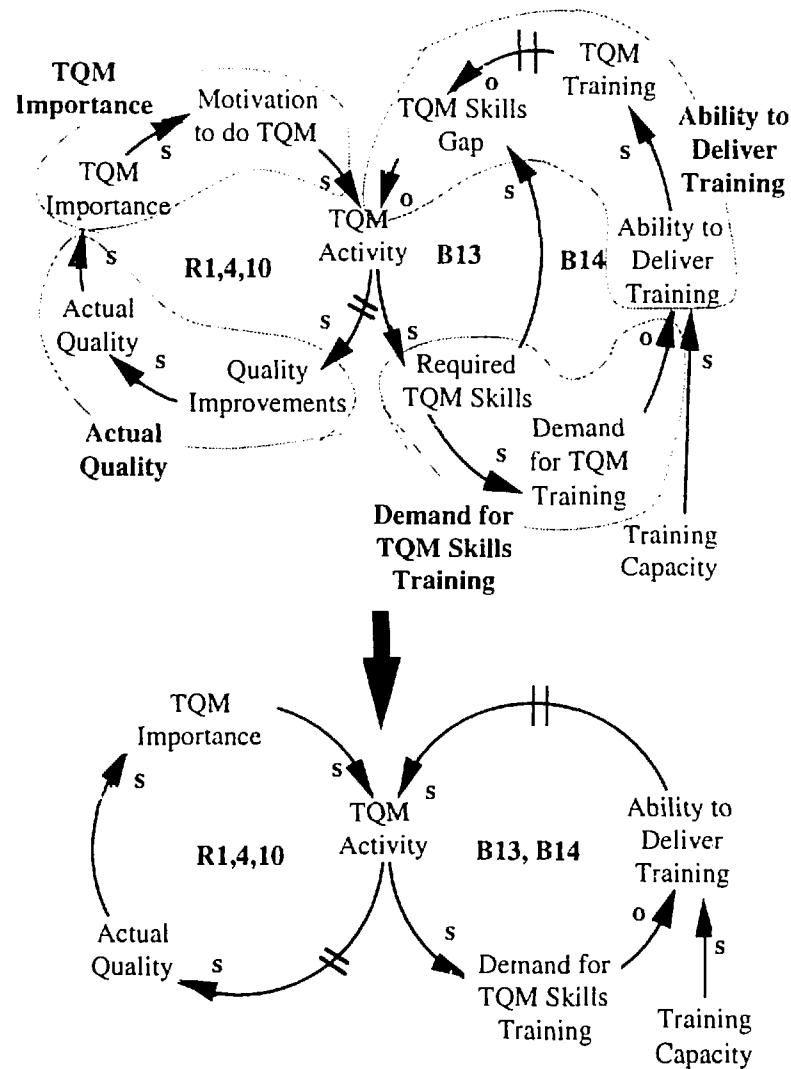 TQM
Importance
Motivation
to do TQM
s
TQM
Importance
s
TQM
Training
o
TQM Skills
Gap
Ability to
Deliver
Training
s
s
o
TQM
Activity
R1,4,10
B13
B14
Ability to
Deliver
Training
s
Actual
Quality
s
s
Quality
Improvements
s
Required
TQM Skills
o
s
Actual
Quality
s
Demand
for TQM
Training
Demand for
TQM Skills
Training
Training
Capacity
TQM
Importance
s
s
s
TQM
Activity
Ability to
Deliver
Training
R1,4,10
B13, B14
Actual
Quality
s
s
o
s
Demand for
TQM Skills
Training
Training
Capacity